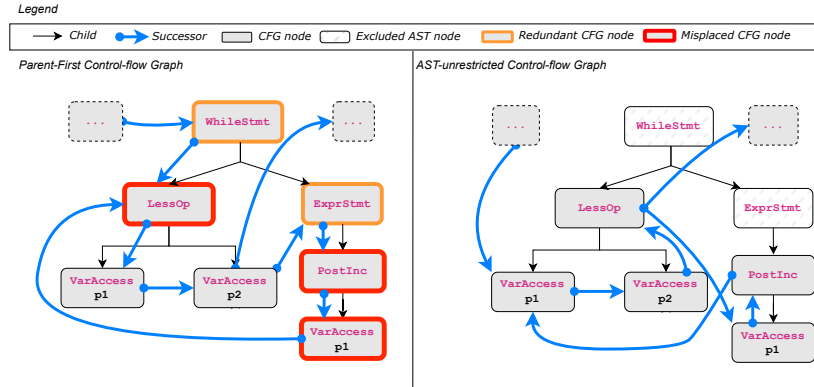 Legend
Child Successor CFG node Excluded AST node Redundant CFG node Misplaced CFG node
Parent-First Control-flow Graph
AST-unrestricted Control-flow Graph
...
WhileStmt
...
LessOp
ExprStmt
VarAccess
p1
VarAccess
p2
PostInc
VarAccess
p1
...
WhileStmt
...
LessOp
ExprStmt
VarAccess
p1
VarAccess
p2
PostInc
VarAccess
p1